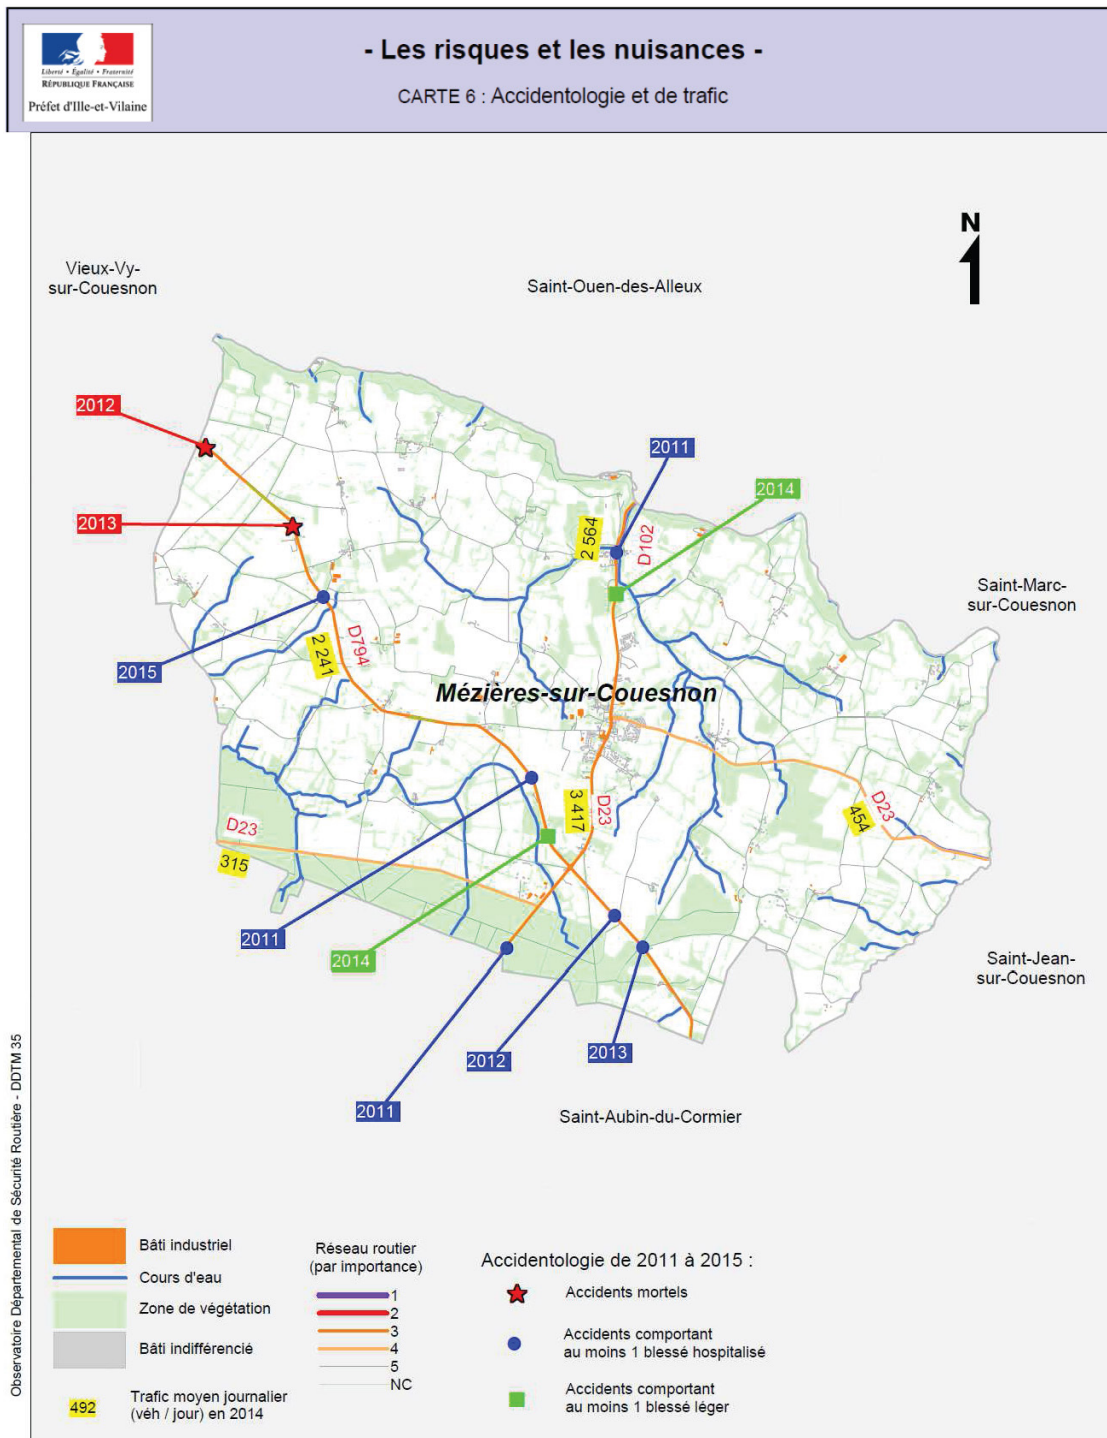 - Les risques et les nuisances -
CARTE 6 : Accidentologie et de trafic
Liberté • Égalité • Fraternité
RÉPUBLIQUE FRANÇAISE
Préfet d'Ille-et-Vilaine
N
Vieux-Vy-
sur-Couesnon
Saint-Ouen-des-Alleux
2012
2011
2014
2013
2 564
D102
Saint-Marc-
sur-Couesnon
2015
2 241
D794
Mézières-sur-Couesnon
3 417
D23
D23
454
D23
315
2011
2014
Saint-Jean-
sur-Couesnon
2012
2013
2011
Saint-Aubin-du-Cormier
Observatoire Départemental de Sécurité Routière - DDTM 35
Bâti industriel
Cours d'eau
Zone de végétation
Bâti indifférencié
492
Trafic moyen journalier
(véh / jour) en 2014
Réseau routier
(par importance)
1
2
3
4
5
NC
Accidentologie de 2011 à 2015 :
Accidents mortels
Accidents comportant
au moins 1 blessé hospitalisé
Accidents comportant
au moins 1 blessé léger